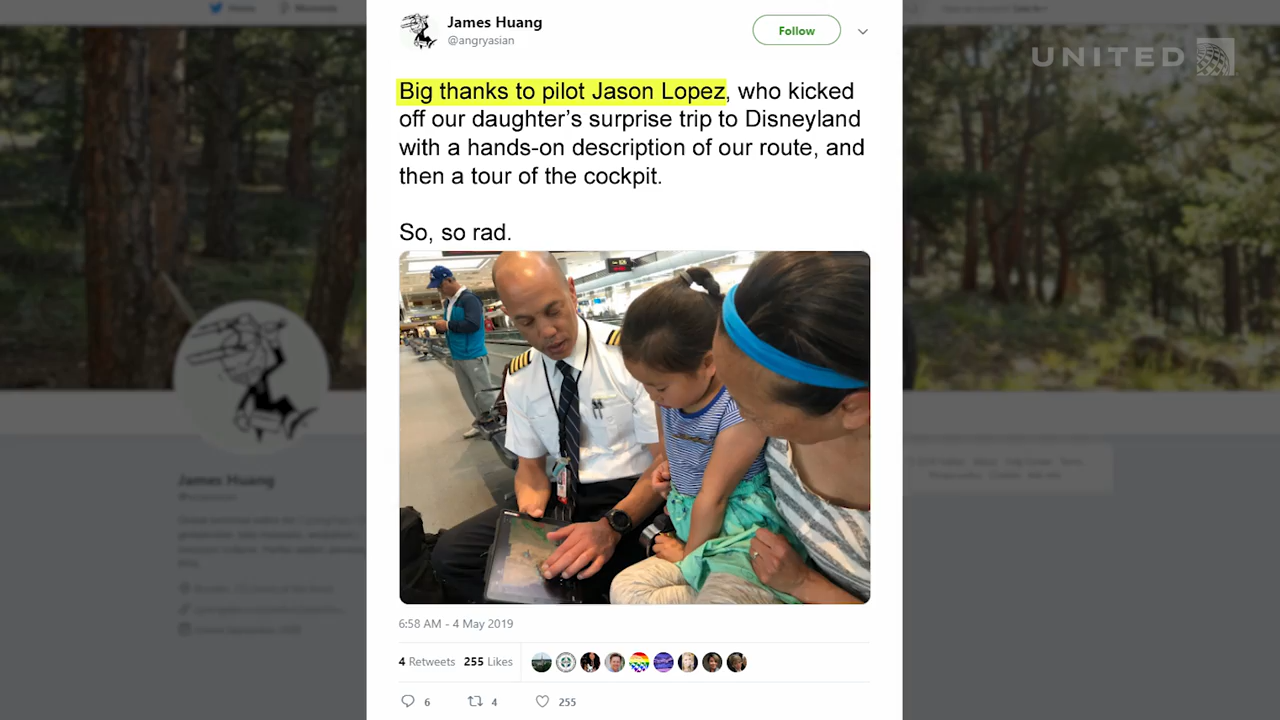 James Huang
@angryasian
Follow
UNITED
Big thanks to pilot Jason Lopez, who kicked
off our daughter's surprise trip to Disneyland
with a hands-on description of our route, and
then a tour of the cockpit.
So, so rad.
6:58 AM - 4 May 2019
4 Retweets 255 Likes
6 4 255
James Huang